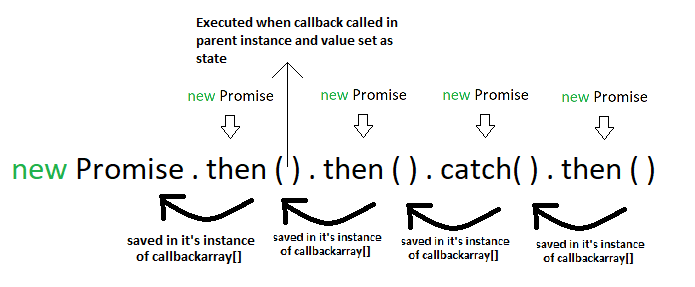 Executed when callback called in
parent instance and value set as
state
new Promise
new Promise
new Promise
new Promise
new Promise . then ( ) . then ( ) . catch( ) . then ( )
saved in it's instance
of callbackarray[]
saved in it's instance
of callbackarray[]
saved in it's instance
of callbackarray[]
saved in it's instance
of callbackarray[]